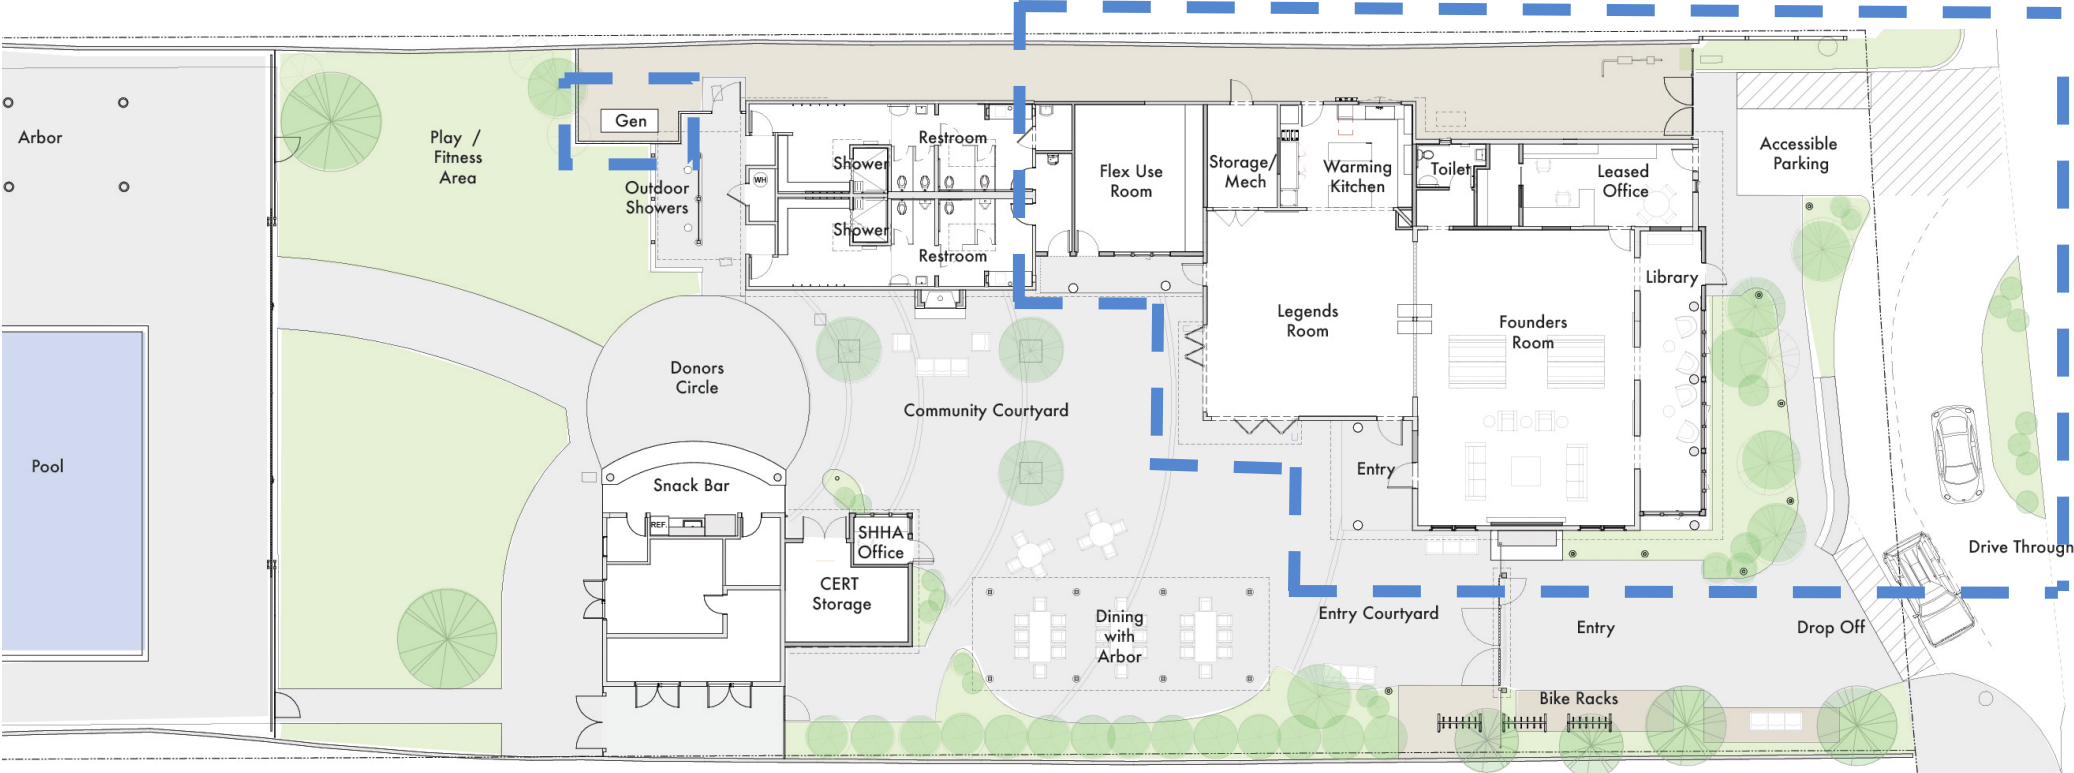 Arbor
Pool
Play /
Fitness
Area
Gen
Outdoor
Showers
WH
Shower
Shower
Restroom
Restroom
Flex Use
Room
Storage/
Mech
Warming
Kitchen
Toilet
Leased
Office
Accessible
Parking
Library
Legends
Room
Founders
Room
Donors
Circle
Community Courtyard
Entry
Snack Bar
REF.
SHHA
Office
CERT
Storage
Dining
with
Arbor
Entry Courtyard
Entry
Drop Off
Drive Through
Bike Racks